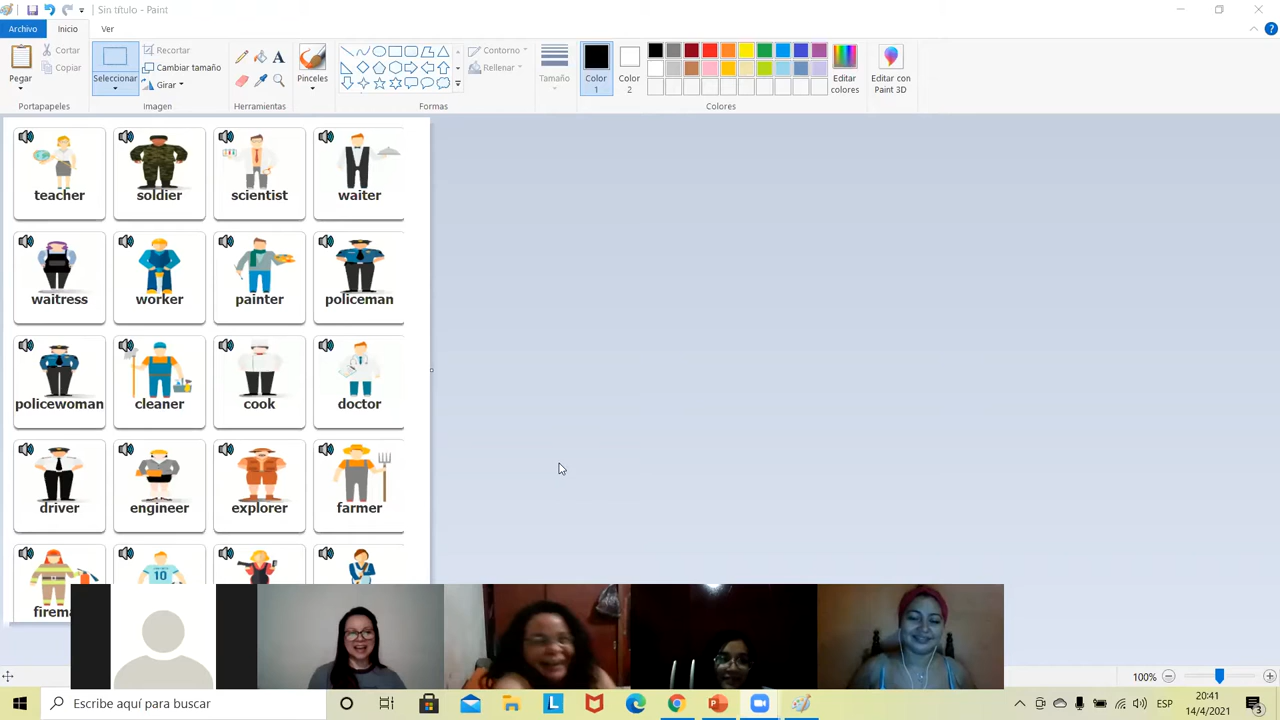 Sin título - Paint
Archivo Inicio Ver
Pegar Cortar Copiar
Portapapeles
Seleccionar Recortar Cambiar tamaño Girar
Imagen
Herramientas
Pinceles
Contorno
Rellenar
Formas
Tamaño
Color 1 Color 2
Editar colores
Colores
Editar con Paint 3D
teacher soldier scientist waiter
waitress worker painter policeman
policewoman cleaner cook doctor
driver engineer explorer farmer
10
100%
Escribe aquí para buscar
ESP
20:41
14/4/2021
3